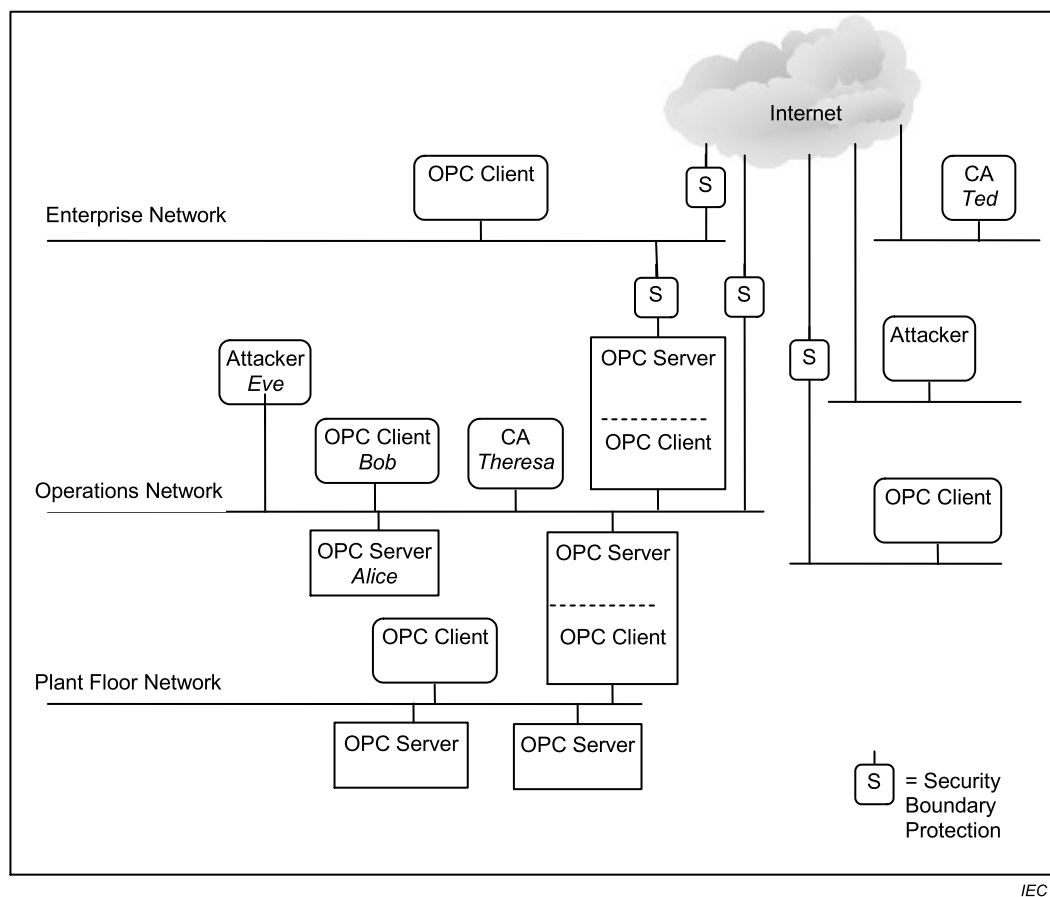 Internet
OPC Client
S
CA
Ted
Enterprise Network
S
S
Attacker
Eve
OPC Server
OPC Client
S
Attacker
OPC Client
Bob
CA
Theresa
Operations Network
OPC Client
OPC Server
Alice
OPC Server
OPC Client
OPC Client
Plant Floor Network
OPC Server
OPC Server
S
= Security
Boundary
Protection
IEC